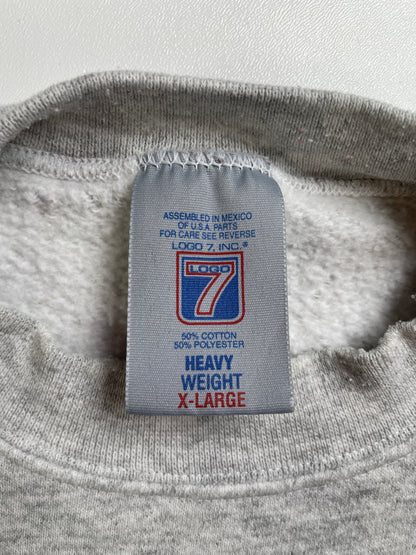 ASSEMBLED IN MEXICO
OF U.S.A. PARTS
FOR CARE SEE REVERSE
LOGO 7, INC.®
LOGO
7
50% COTTON
50% POLYESTER
HEAVY
WEIGHT
X-LARGE